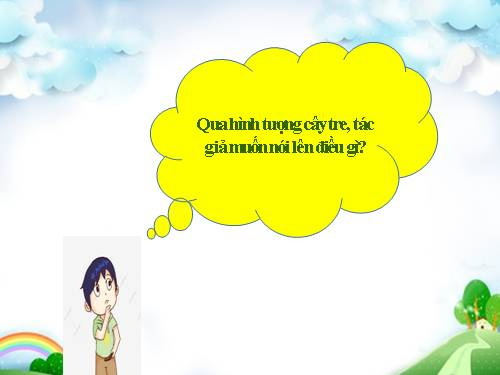 Qua hình tượng cây tre, tác
giả muốn nói lên điều gì?